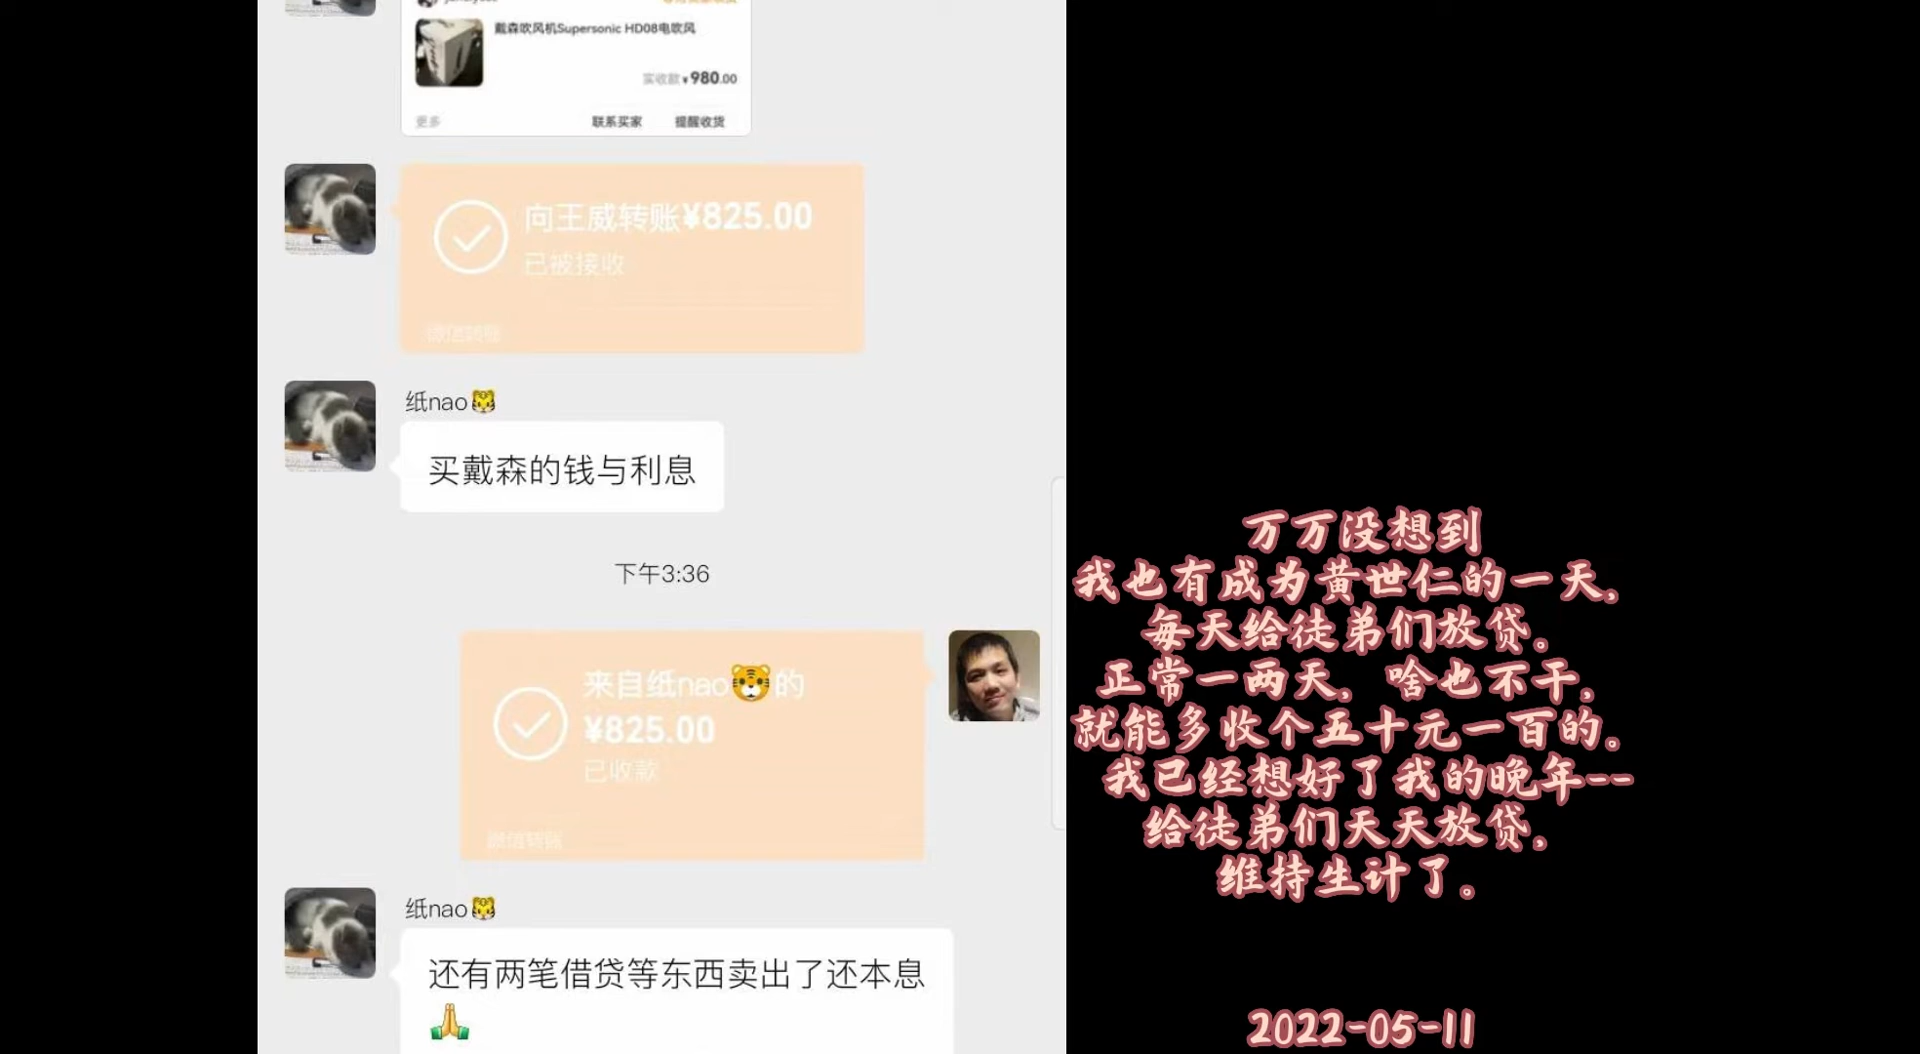 戴森吹风机Supersonic HD08电吹风
实收款¥980.00
更多 联系买家 提醒收货
向王威转账¥825.00
已被接收
微信转账
纸nao🐯
买戴森的钱与利息
下午3:36
来自纸nao🐯的
¥825.00
已收款
微信转账
纸nao🐯
还有两笔借贷等东西卖出了还本息
🙏
万万没想到
我也有成为黄世仁的一天,
每天给徒弟们放贷。
正常一两天, 啥也不干,
就能多收个五十元一百的。
我已经想好了我的晚年--
给徒弟们天天放贷,
维持生计了。
2022-05-11